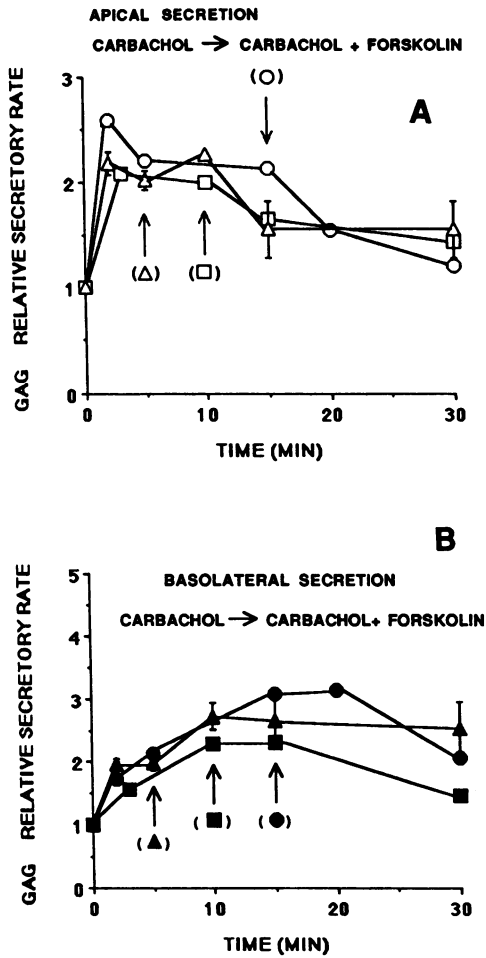 APICAL SECRETION
CARBACHOL → CARBACHOL + FORSKOLIN
A
GAG RELATIVE SECRETORY RATE
3
2
1
0
(○)
(△)
(□)
0 10 20 30
TIME (MIN)
B
BASOLATERAL SECRETION
CARBACHOL → CARBACHOL+ FORSKOLIN
GAG RELATIVE SECRETORY RATE
5
4
3
2
1
0
(▲)
(■)
(●)
0 10 20 30
TIME (MIN)